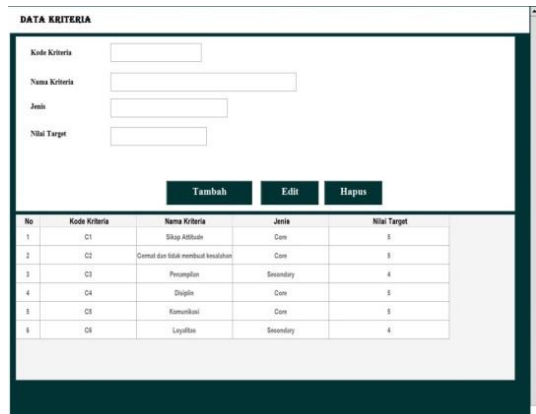 DATA KRITERIA
Kode Kriteria
Nama Kriteria
Jenis
Nilai Target
Tambah Edit Hapus
No Kode Kriteria Nama Kriteria Jenis Nilai Target
1 C1 Sikap Attitude Core 5
2 C2 Cermat dan tidak membuat kesalahan Core 5
3 C3 Penampilan Secondary 4
4 C4 Disiplin Core 5
5 C5 Komunikasi Core 5
6 C6 Loyalitas Secondary 4